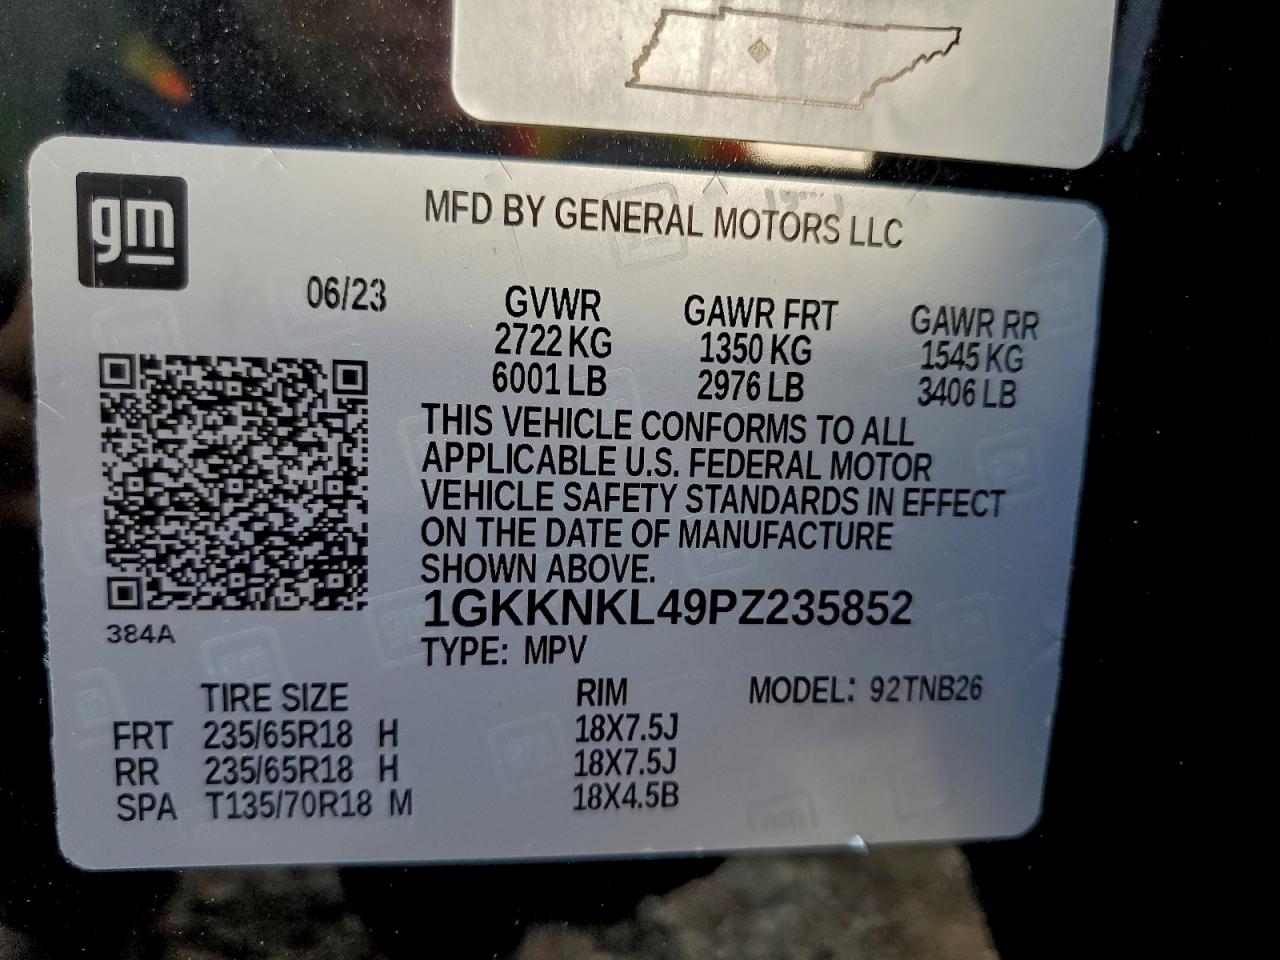 gm
MFD BY GENERAL MOTORS LLC
06/23
GVWR GAWR FRT GAWR RR
2722 KG 1350 KG 1545 KG
6001 LB 2976 LB 3406 LB
THIS VEHICLE CONFORMS TO ALL
APPLICABLE U.S. FEDERAL MOTOR
VEHICLE SAFETY STANDARDS IN EFFECT
ON THE DATE OF MANUFACTURE
SHOWN ABOVE.
1GKKNKL49PZ235852
384A
TYPE: MPV
TIRE SIZE RIM MODEL: 92TNB26
FRT 235/65R18 H 18X7.5J
RR 235/65R18 H 18X7.5J
SPA T135/70R18 M 18X4.5B